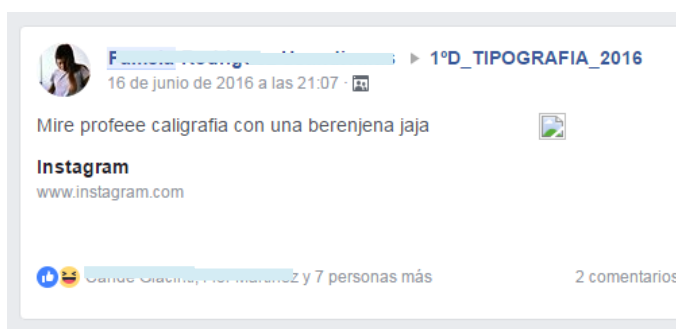 ▸ 1ºD_TIPOGRAFIA_2016
16 de junio de 2016 a las 21:07 ·
Mire profeee caligrafia con una berenjena jaja
Instagram
www.instagram.com
y 7 personas más
2 comentarios